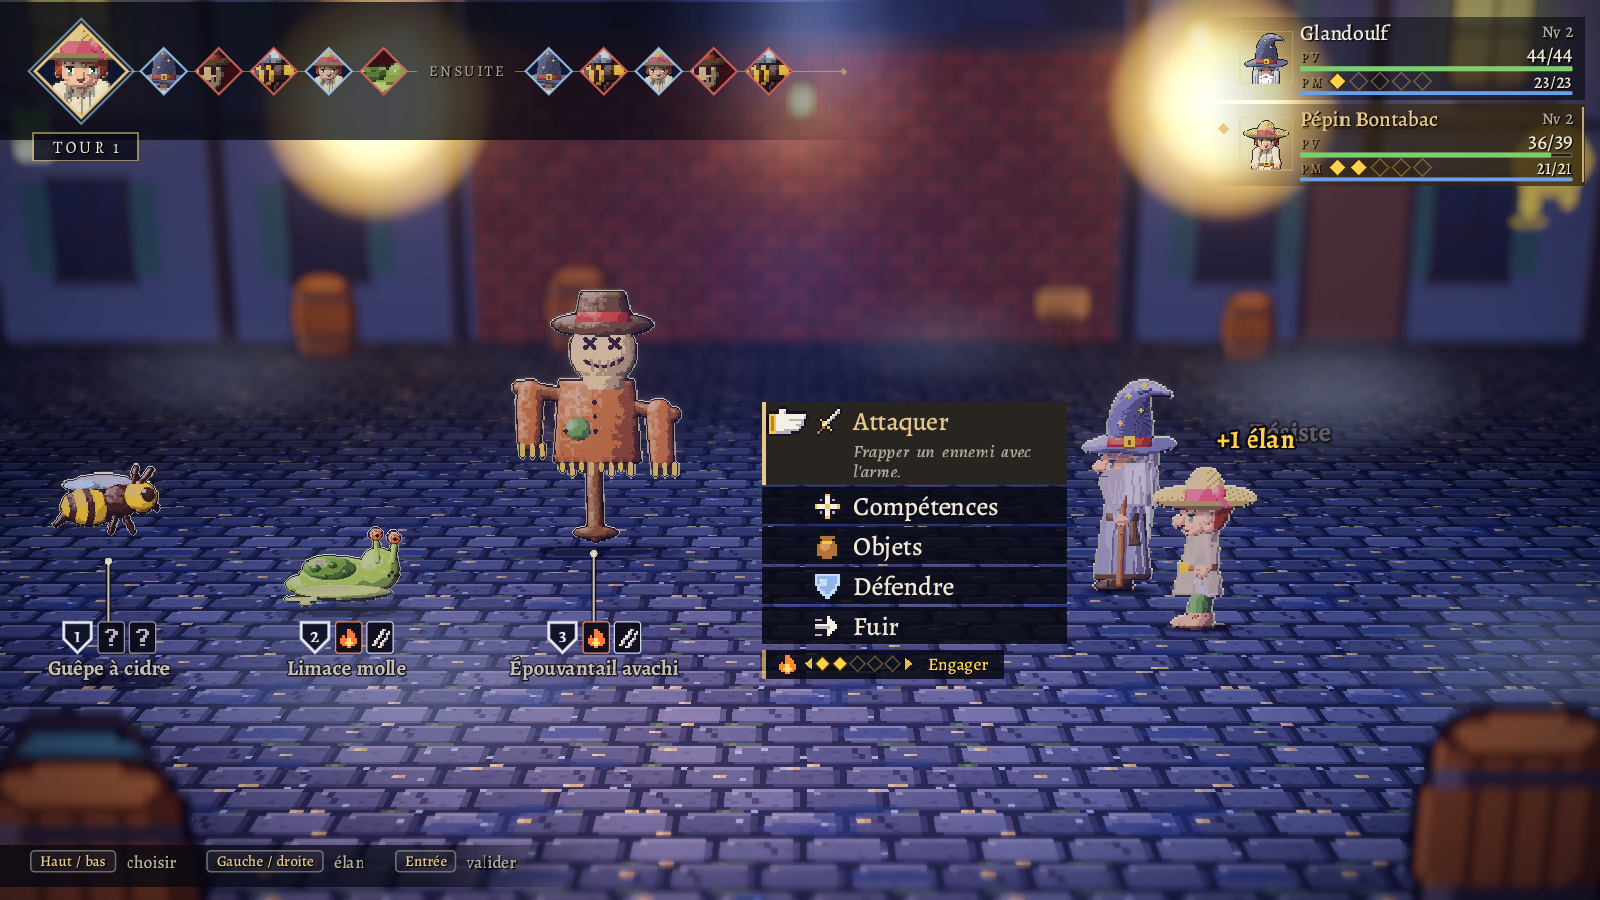 ENSUITE
TOUR 1
Glandoulf
Nv 2
PV
44/44
PM
23/23
Pépin Bontabac
Nv 2
PV
36/39
PM
21/21
Attaquer
Frapper un ennemi avec
l'arme.
Compétences
Objets
Défendre
Fuir
Engager
+1 élan
1
? ?
Guêpe à cidre
2
Limace molle
3
Épouvantail avachi
Haut / bas choisir
Gauche / droite élan
Entrée valider